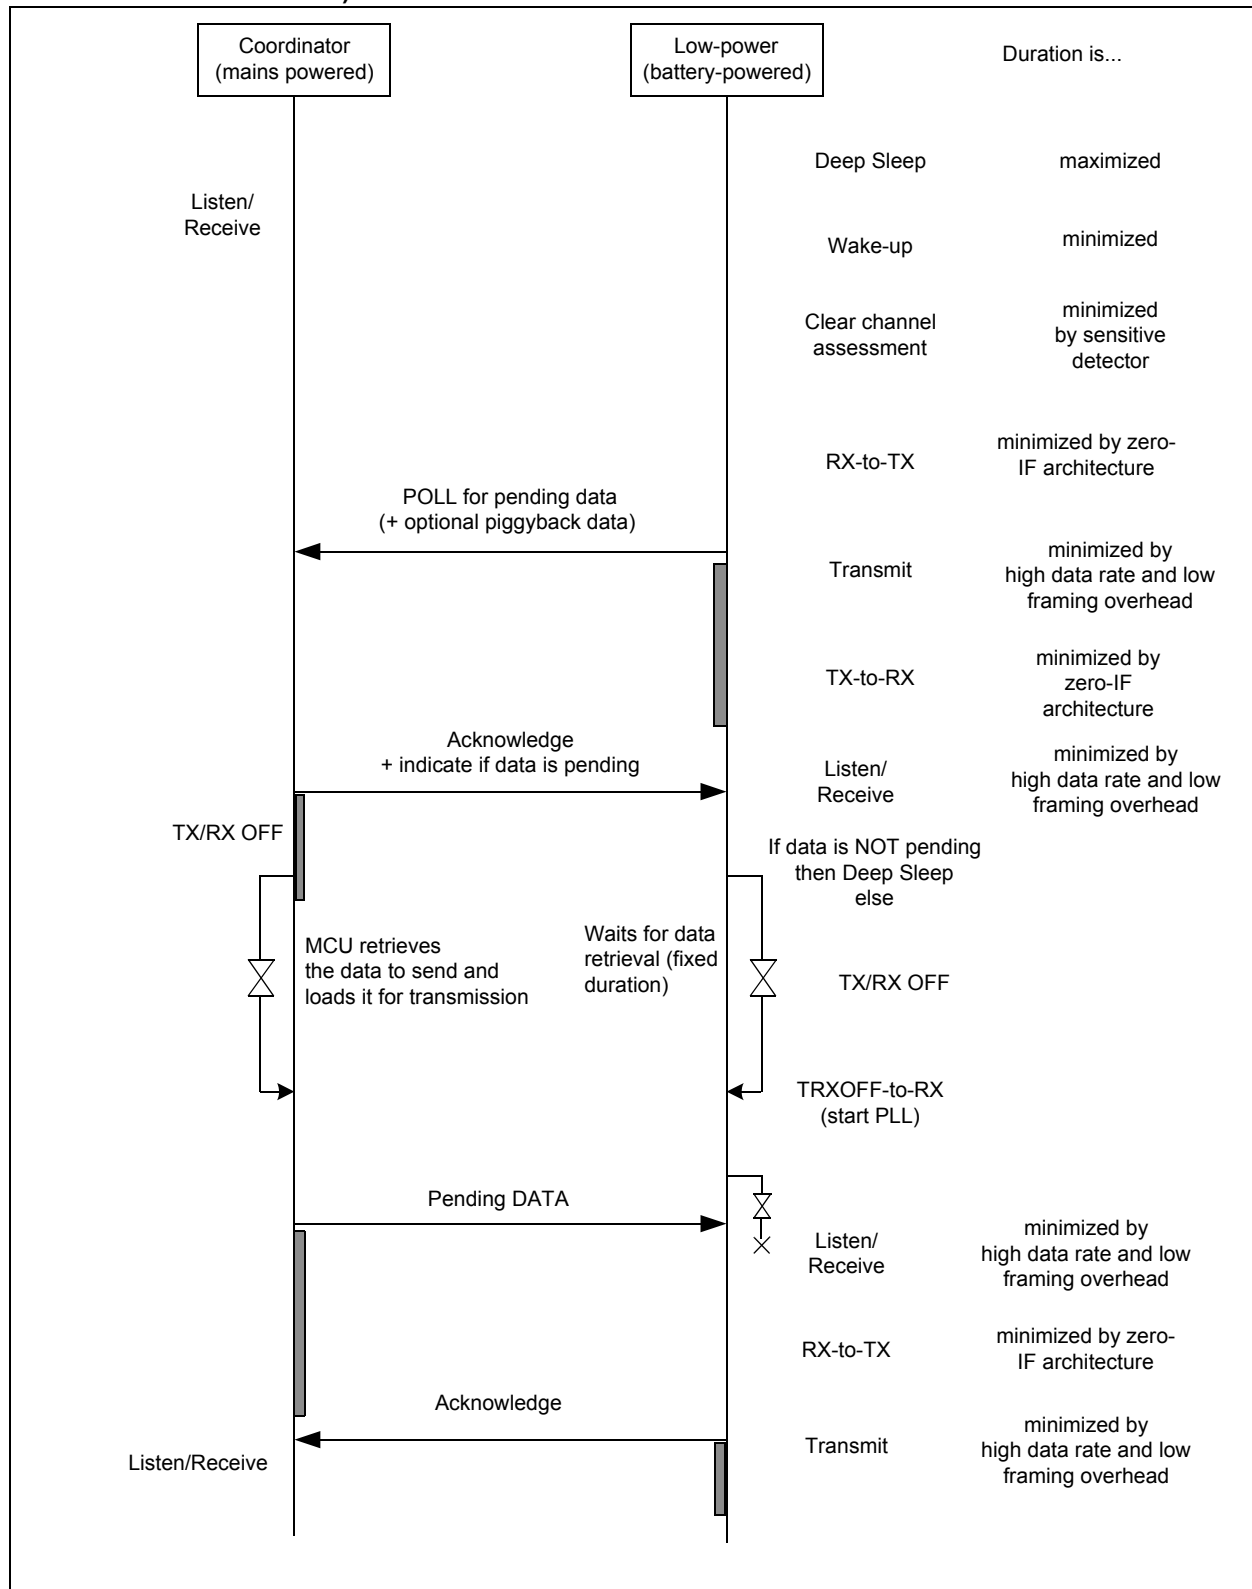 Coordinator
(mains powered)
Low-power
(battery-powered)
Duration is...
Deep Sleep
maximized
Listen/
Receive
Wake-up
minimized
Clear channel
assessment
minimized
by sensitive
detector
RX-to-TX
minimized by zero-
IF architecture
POLL for pending data
(+ optional piggyback data)
Transmit
minimized by
high data rate and low
framing overhead
TX-to-RX
minimized by
zero-IF
architecture
Acknowledge
+ indicate if data is pending
Listen/
Receive
minimized by
high data rate and low
framing overhead
TX/RX OFF
If data is NOT pending
then Deep Sleep
else
MCU retrieves
the data to send and
loads it for transmission
Waits for data
retrieval (fixed
duration)
TX/RX OFF
TRXOFF-to-RX
(start PLL)
Pending DATA
Listen/
Receive
minimized by
high data rate and low
framing overhead
RX-to-TX
minimized by zero-
IF architecture
Acknowledge
Listen/Receive
Transmit
minimized by
high data rate and low
framing overhead